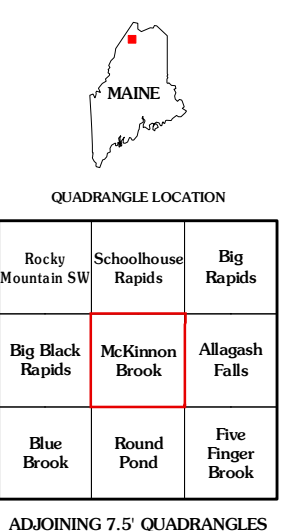 MAINE
QUADRANGLE LOCATION
Rocky
Mountain SW
Schoolhouse
Rapids
Big
Rapids
Big Black
Rapids
McKinnon
Brook
Allagash
Falls
Blue
Brook
Round
Pond
Five
Finger
Brook
ADJOINING 7.5' QUADRANGLES